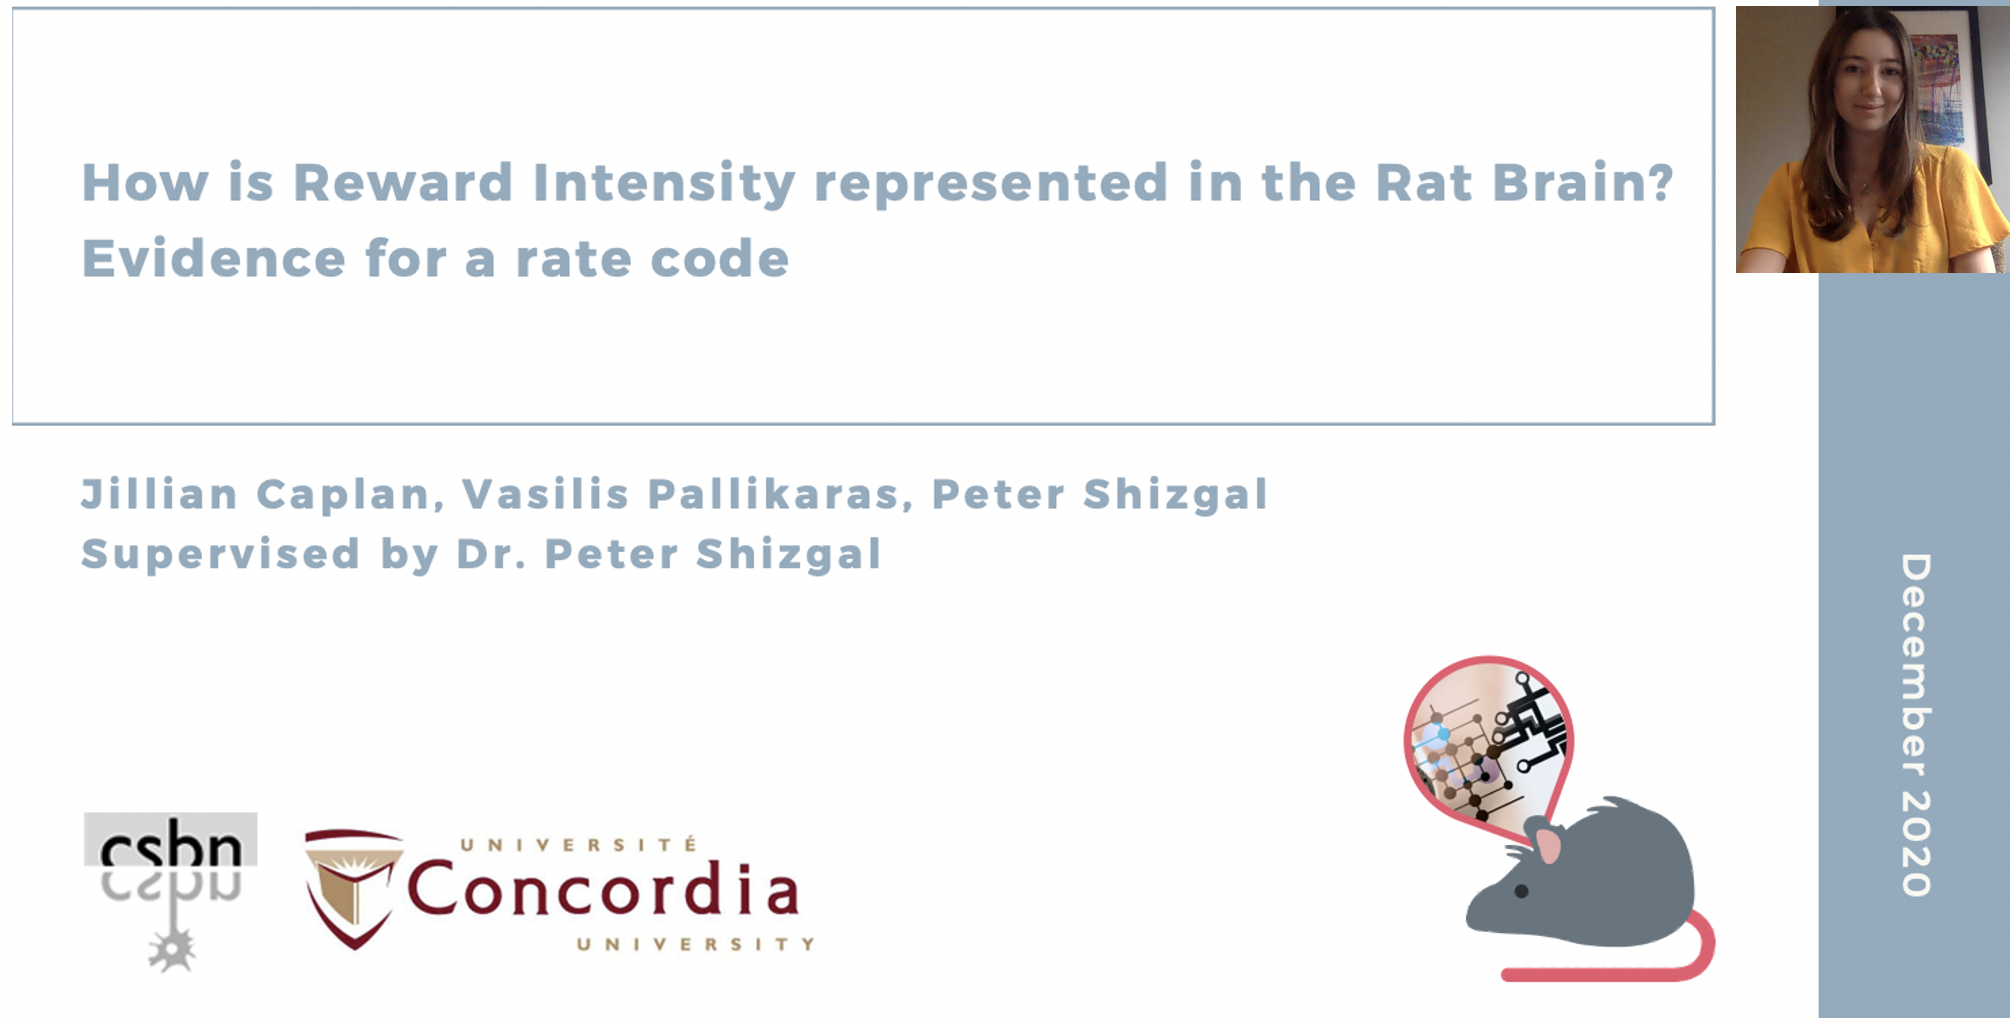 How is Reward Intensity represented in the Rat Brain?
Evidence for a rate code
Jillian Caplan, Vasilis Pallikaras, Peter Shizgal
Supervised by Dr. Peter Shizgal
December 2020
csbn
UNIVERSITÉ
Concordia
UNIVERSITY